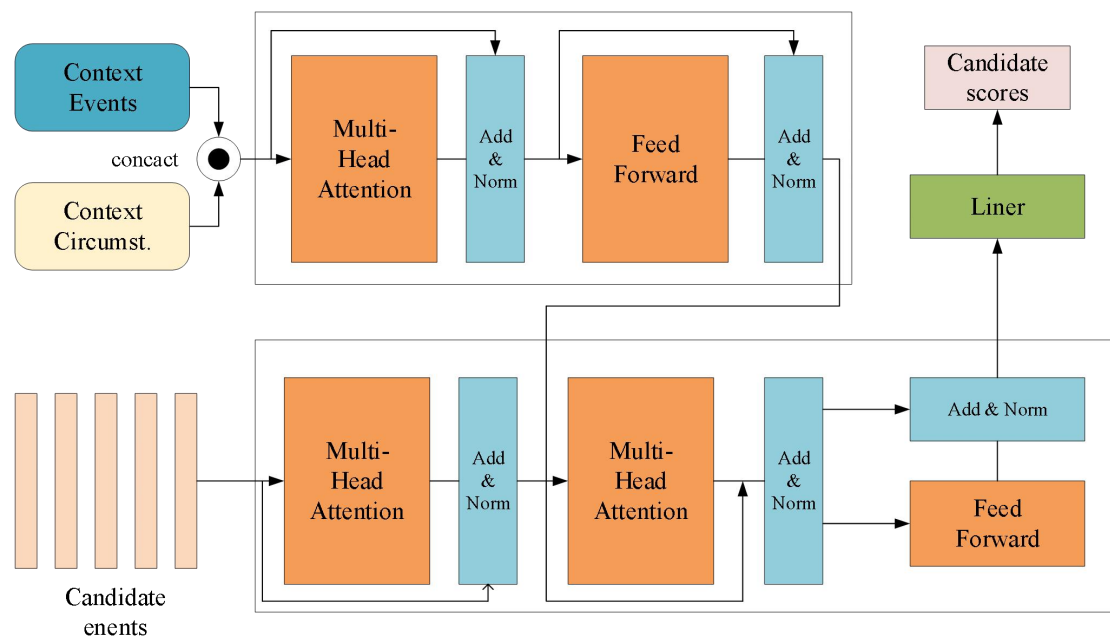 Context
Events
concact
Context
Circumst.
Multi-
Head
Attention
Add
&
Norm
Feed
Forward
Add
&
Norm
Candidate
scores
Liner
Candidate
enents
Multi-
Head
Attention
Add
&
Norm
Multi-
Head
Attention
Add
&
Norm
Add & Norm
Feed
Forward